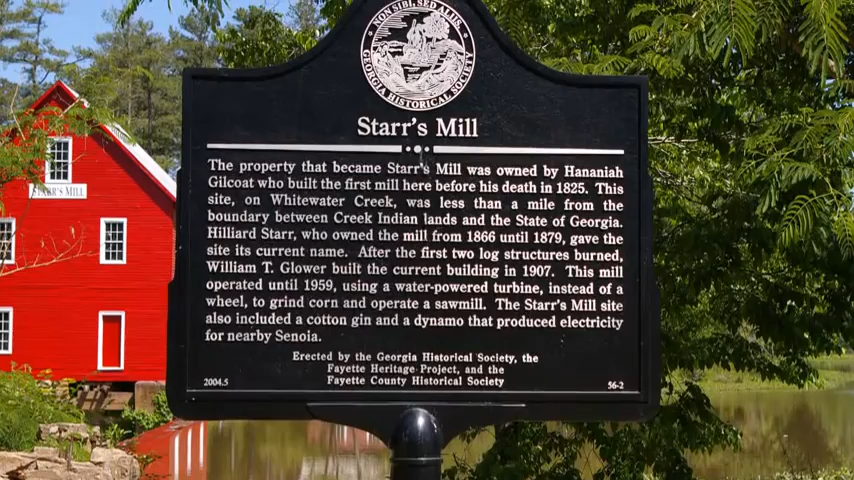 NON SIBI, SED ALIIS.
GEORGIA HISTORICAL SOCIETY
Starr's Mill
The property that became Starr's Mill was owned by Hananiah
Gilcoat who built the first mill here before his death in 1825. This
site, on Whitewater Creek, was less than a mile from the
boundary between Creek Indian lands and the State of Georgia.
Hilliard Starr, who owned the mill from 1866 until 1879, gave the
site its current name. After the first two log structures burned,
William T. Glower built the current building in 1907. This mill
operated until 1959, using a water-powered turbine, instead of a
wheel, to grind corn and operate a sawmill. The Starr's Mill site
also included a cotton gin and a dynamo that produced electricity
for nearby Senoia.
Erected by the Georgia Historical Society, the
Fayette Heritage Project, and the
Fayette County Historical Society
2004.5
56-2
STARR'S MILL